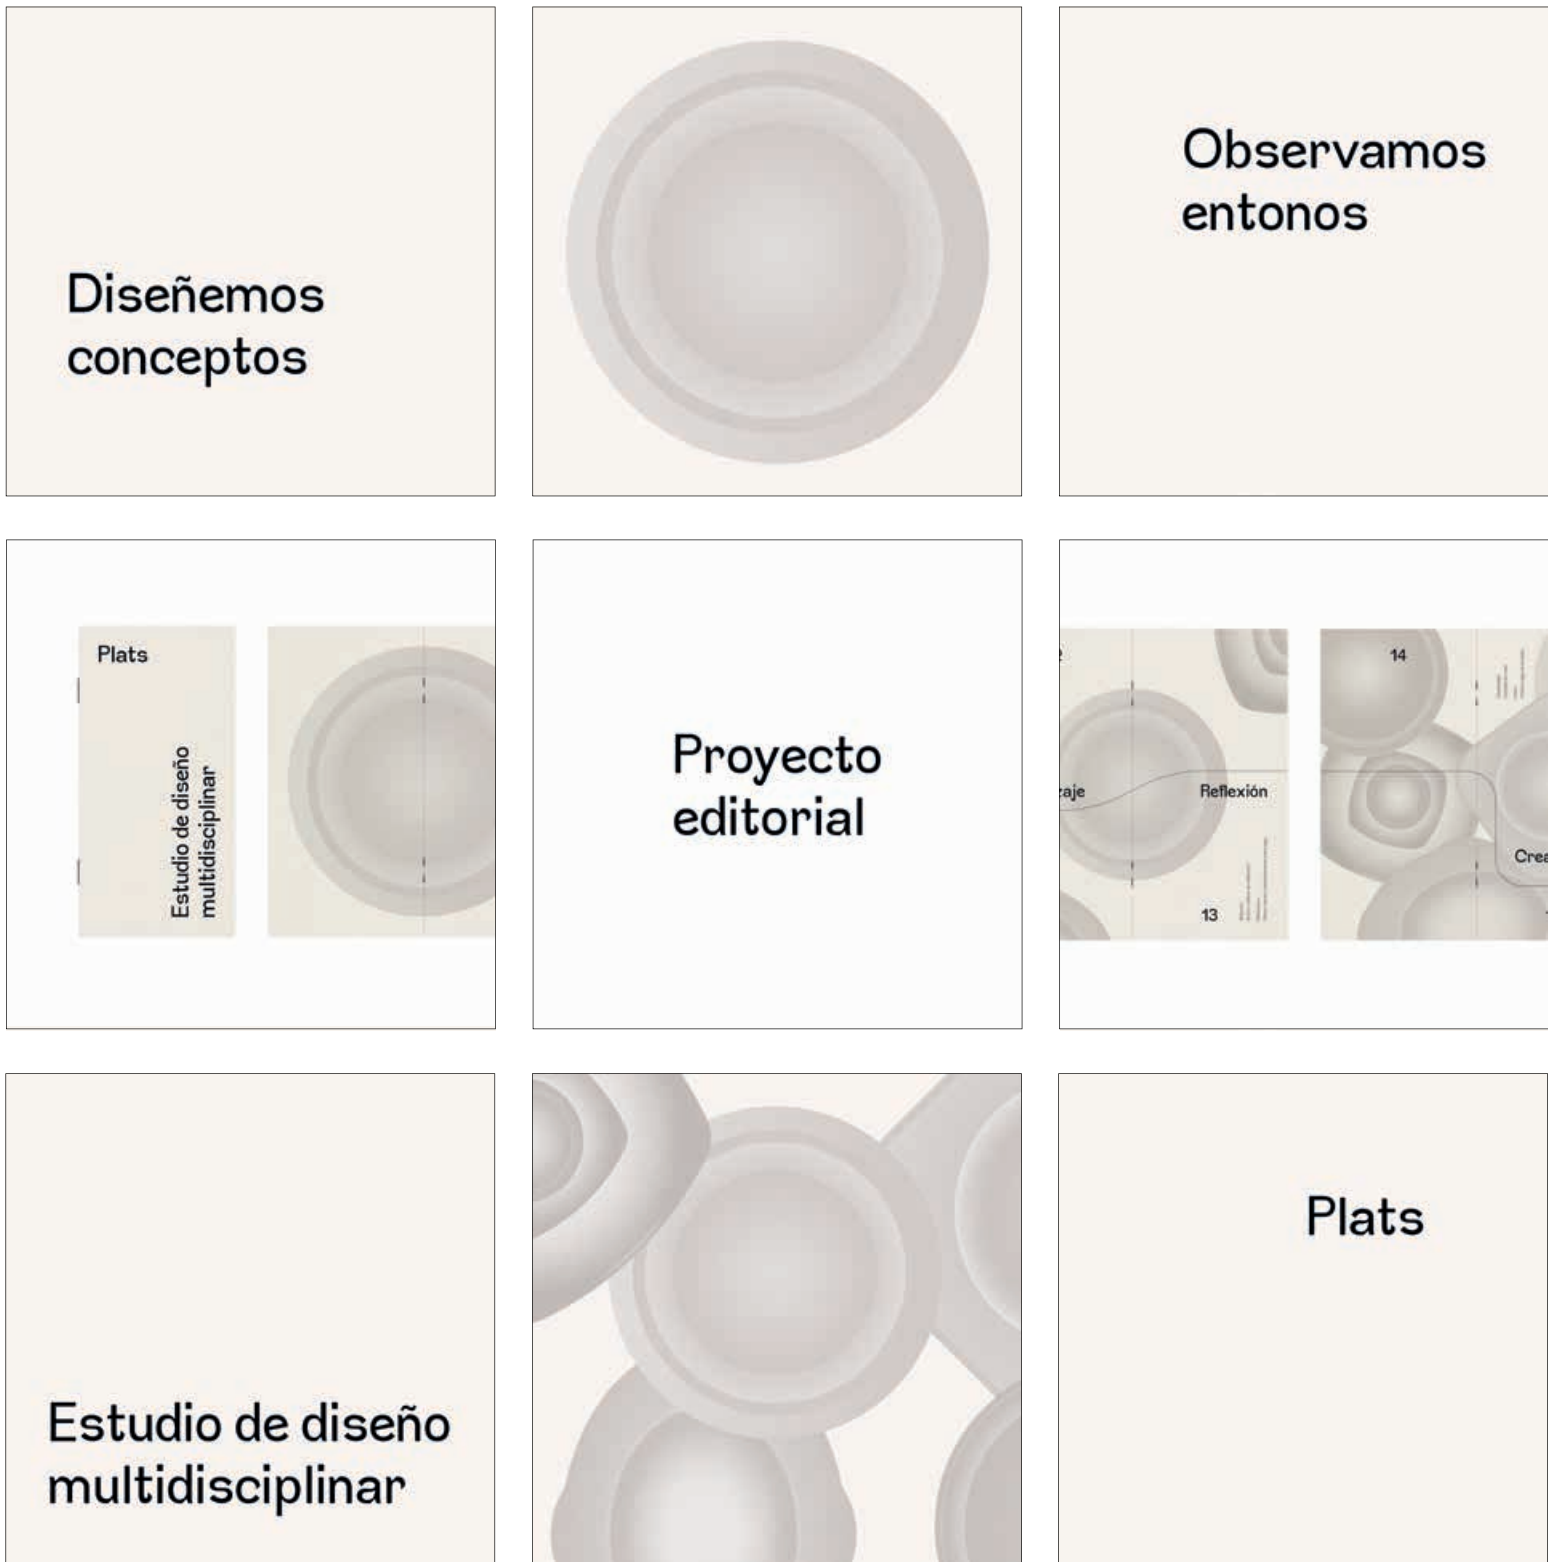 Diseñemos
conceptos
Observamos
entonos
Plats
Estudio de diseño
multidisciplinar
Proyecto
editorial
Reflexión
13
14
Estudio de diseño
multidisciplinar
Plats